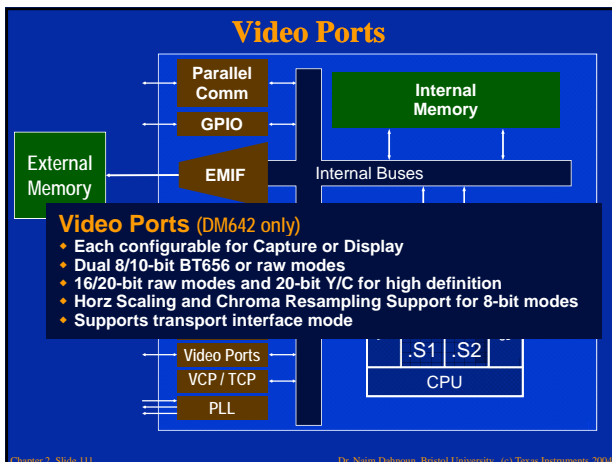 Video Ports
Parallel
Comm
GPIO
Internal
Memory
External
Memory
EMIF
Internal Buses
Video Ports (DM642 only)
Each configurable for Capture or Display
Dual 8/10-bit BT656 or raw modes
16/20-bit raw modes and 20-bit Y/C for high definition
Horz Scaling and Chroma Resampling Support for 8-bit modes
Supports transport interface mode
.S1 .S2
Video Ports
VCP / TCP
CPU
PLL
Chapter 2, Slide 111
Dr. Naim Dahnoun, Bristol University, (c) Texas Instruments 2004